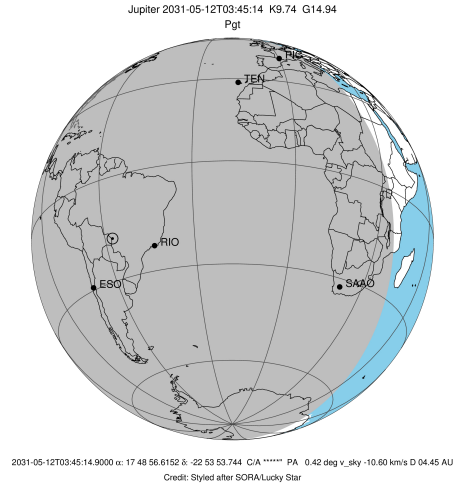 Jupiter 2031-05-12T03:45:14 K9.74 G14.94
Pgt
PIC
TEN
RIO
ESO
SAAO
2031-05-12T03:45:14.9000 α: 17 48 56.6152 δ: -22 53 53.744 C/A *****" PA 0.42 deg v_sky -10.60 km/s D 04.45 AU
Credit: Styled after SORA/Lucky Star